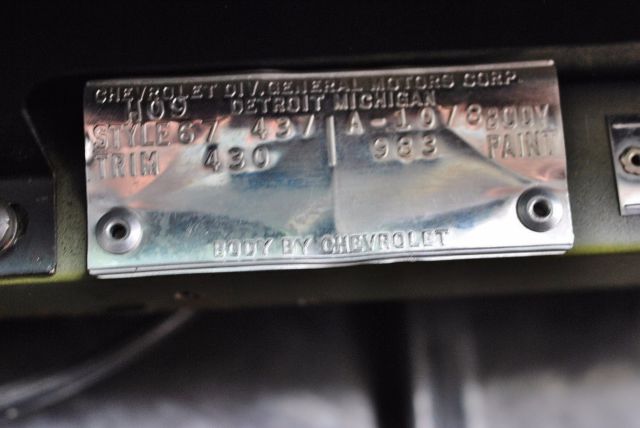 CHEVROLET DIV. GENERAL MOTORS CORP.
H09 DETROIT MICHIGAN
STYLE 67 437 A-1078 BODY
TRIM 430 983 PAINT
BODY BY CHEVROLET